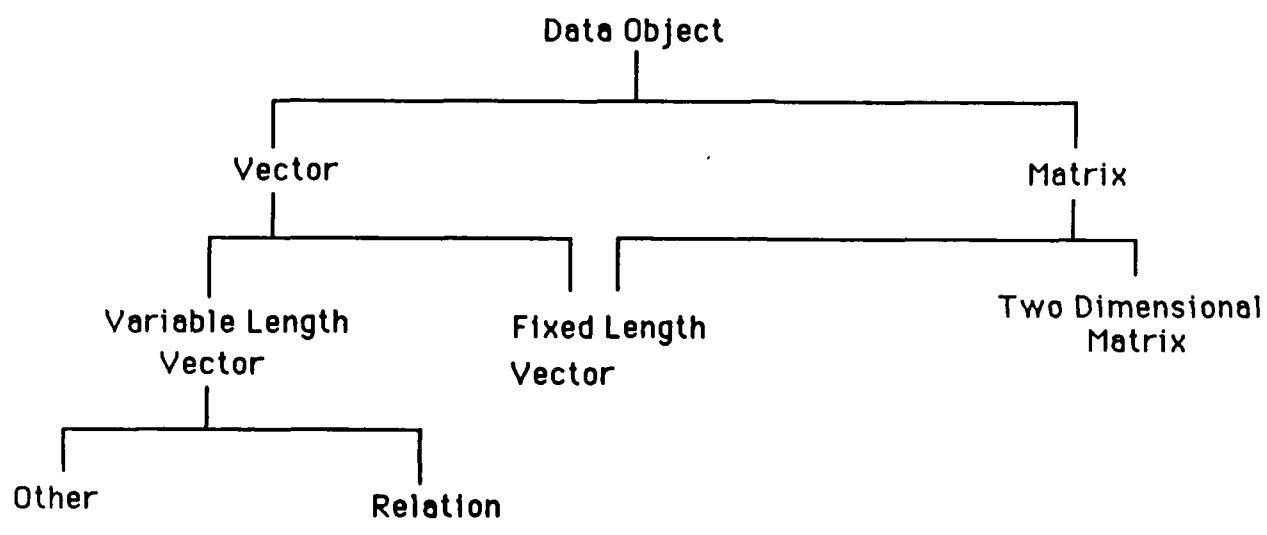 Data Object
Vector
Matrix
Variable Length
Vector
Fixed Length
Vector
Two Dimensional
Matrix
Other
Relation